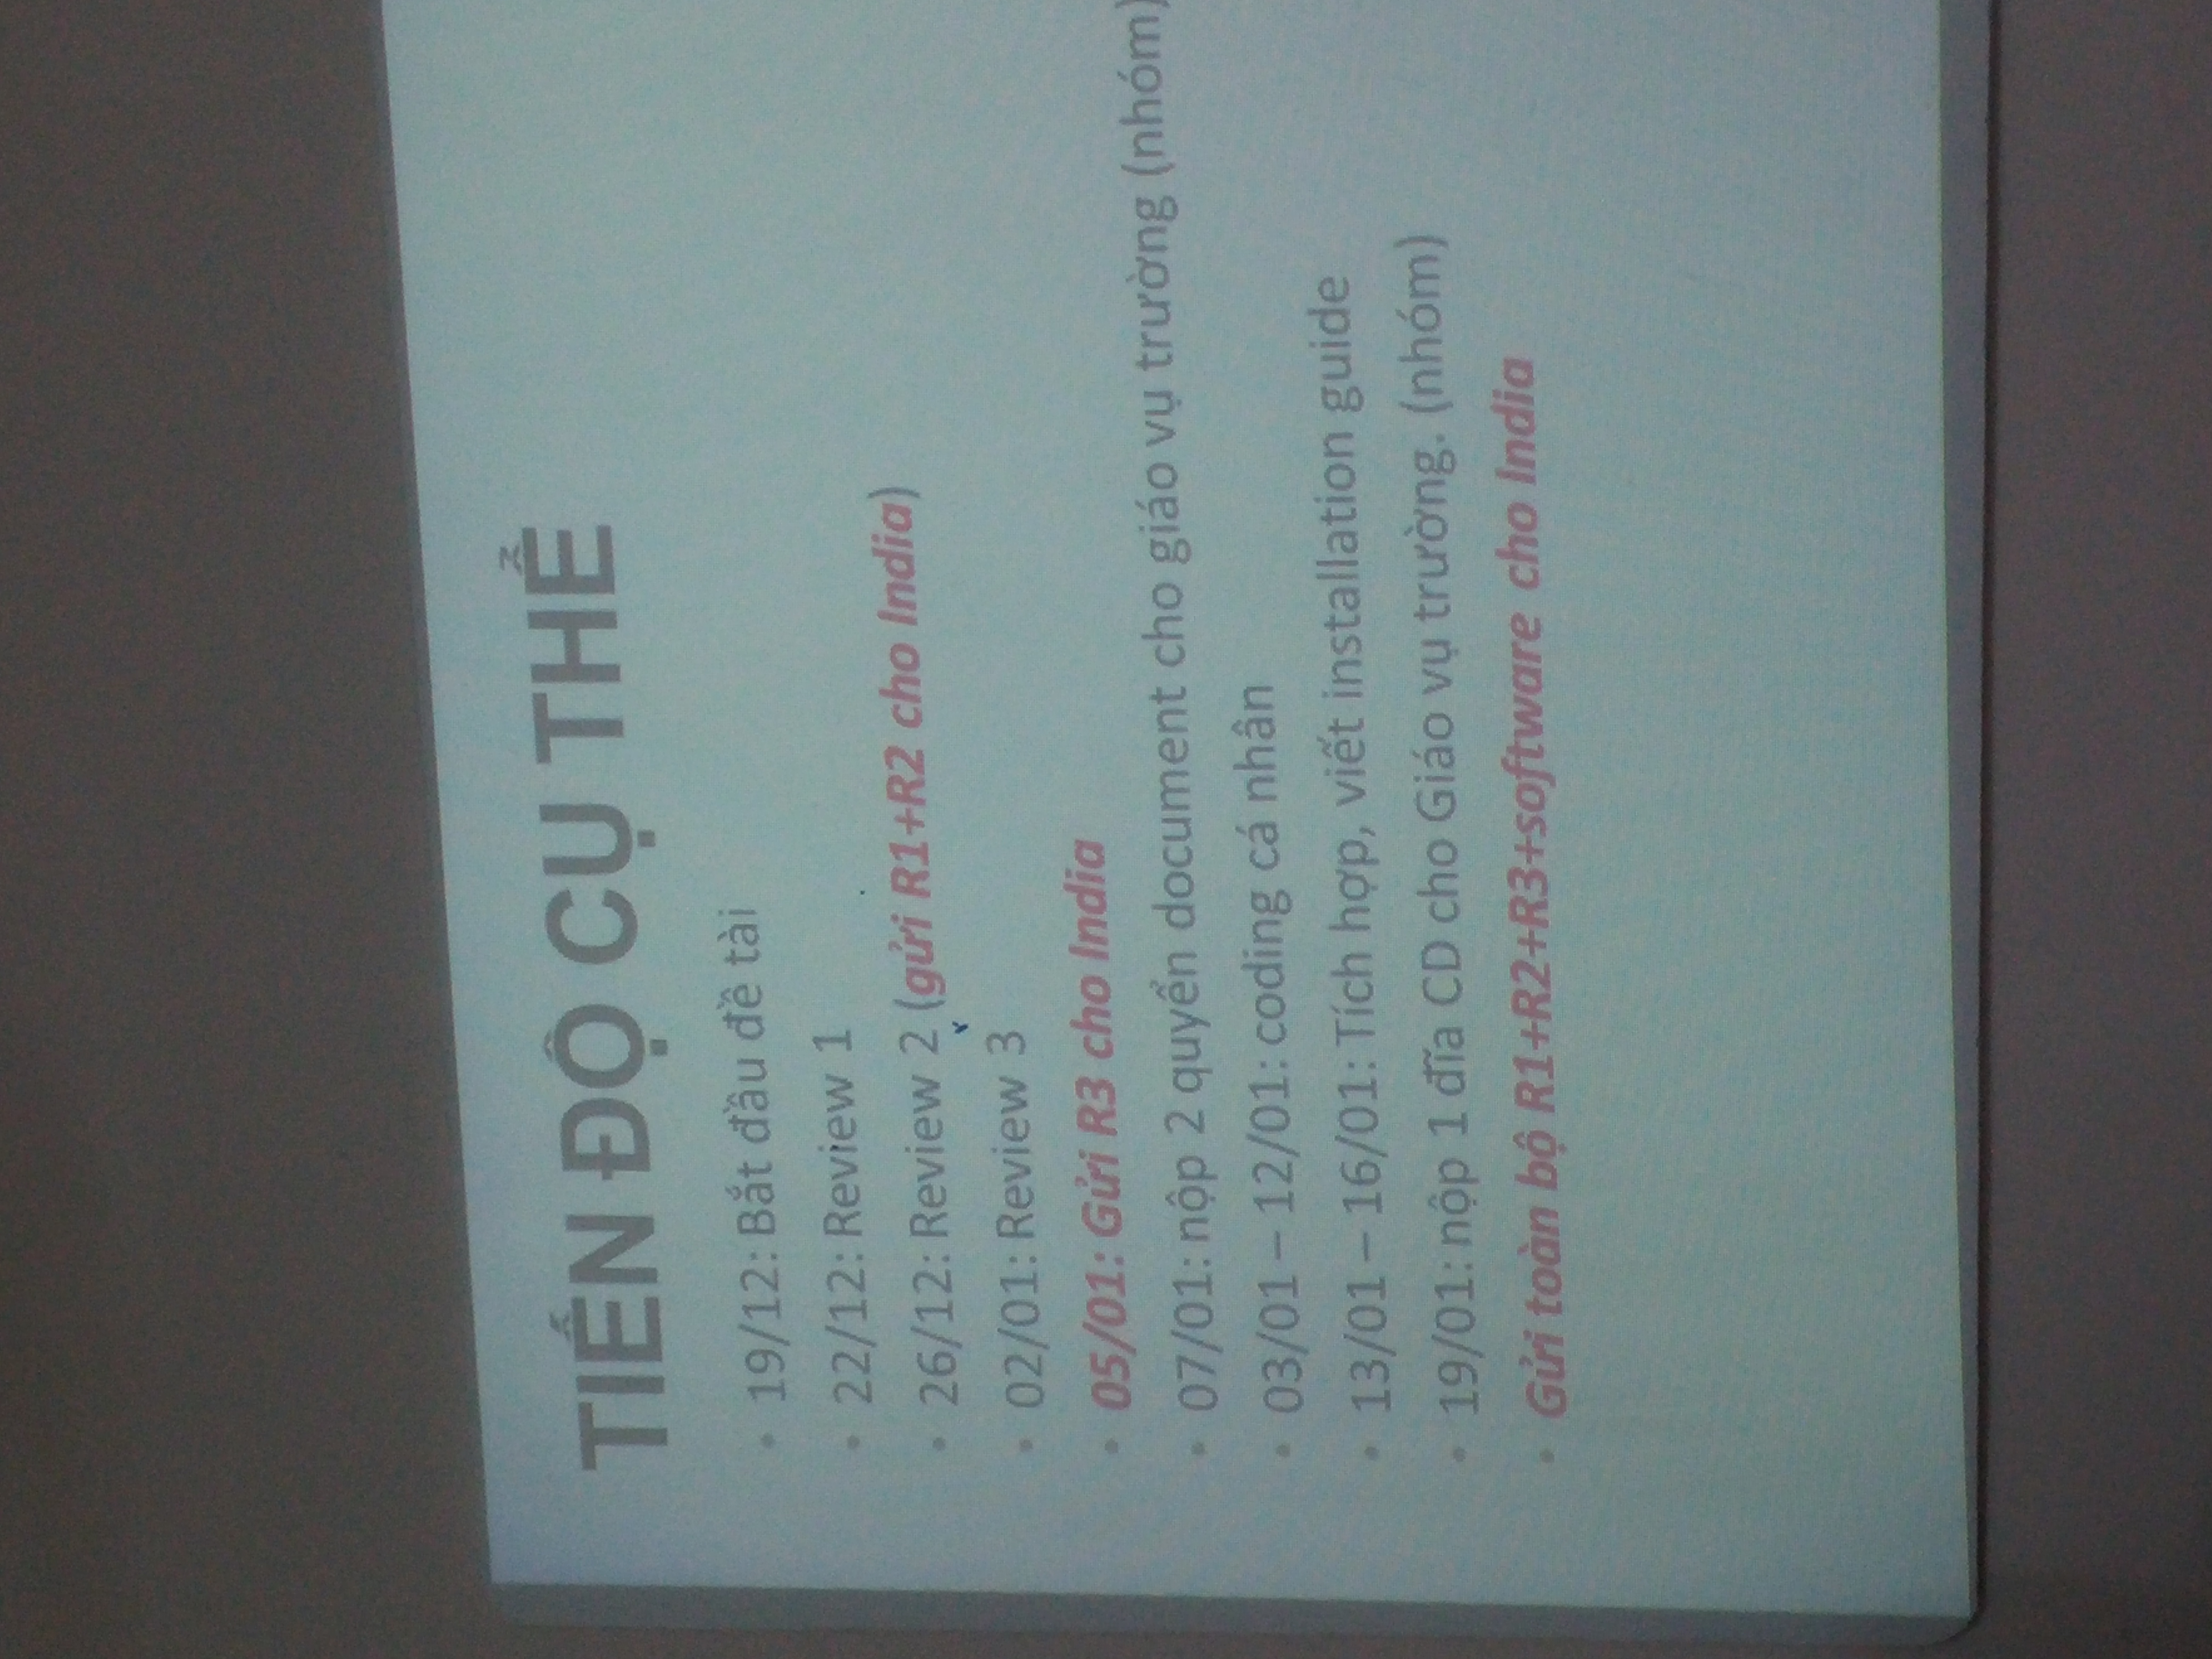 TIẾN ĐỘ CỤ THỂ
• 19/12: Bắt đầu đề tài
• 22/12: Review 1
• 26/12: Review 2 (gửi R1+R2 cho India)
• 02/01: Review 3
• 05/01: Gửi R3 cho India
• 07/01: nộp 2 quyển document cho giáo vụ trường (nhóm)
• 03/01 – 12/01: coding cá nhân
• 13/01 – 16/01: Tích hợp, viết installation guide
• 19/01: nộp 1 đĩa CD cho Giáo vụ trường. (nhóm)
• Gửi toàn bộ R1+R2+R3+software cho India